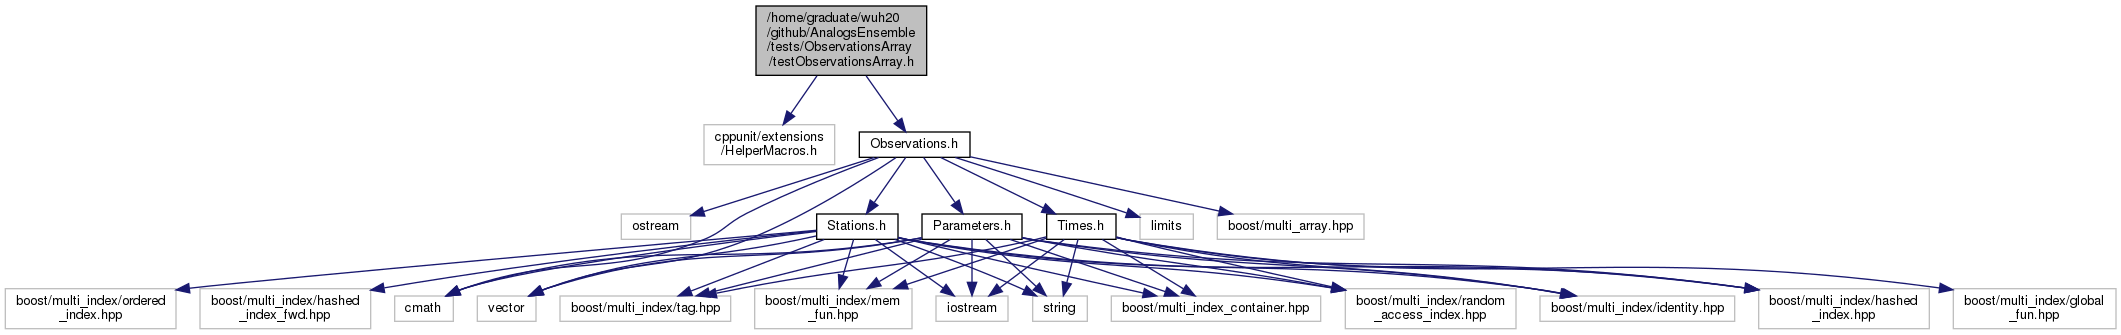 /home/graduate/wuh20
/github/AnalogsEnsemble
/tests/ObservationsArray
/testObservationsArray.h
cppunit/extensions
/HelperMacros.h
Observations.h
ostream
Stations.h
Parameters.h
Times.h
limits
boost/multi_array.hpp
boost/multi_index/ordered
_index.hpp
boost/multi_index/hashed
_index_fwd.hpp
cmath
vector
boost/multi_index/tag.hpp
boost/multi_index/mem
_fun.hpp
iostream
string
boost/multi_index_container.hpp
boost/multi_index/random
_access_index.hpp
boost/multi_index/identity.hpp
boost/multi_index/hashed
_index.hpp
boost/multi_index/global
_fun.hpp